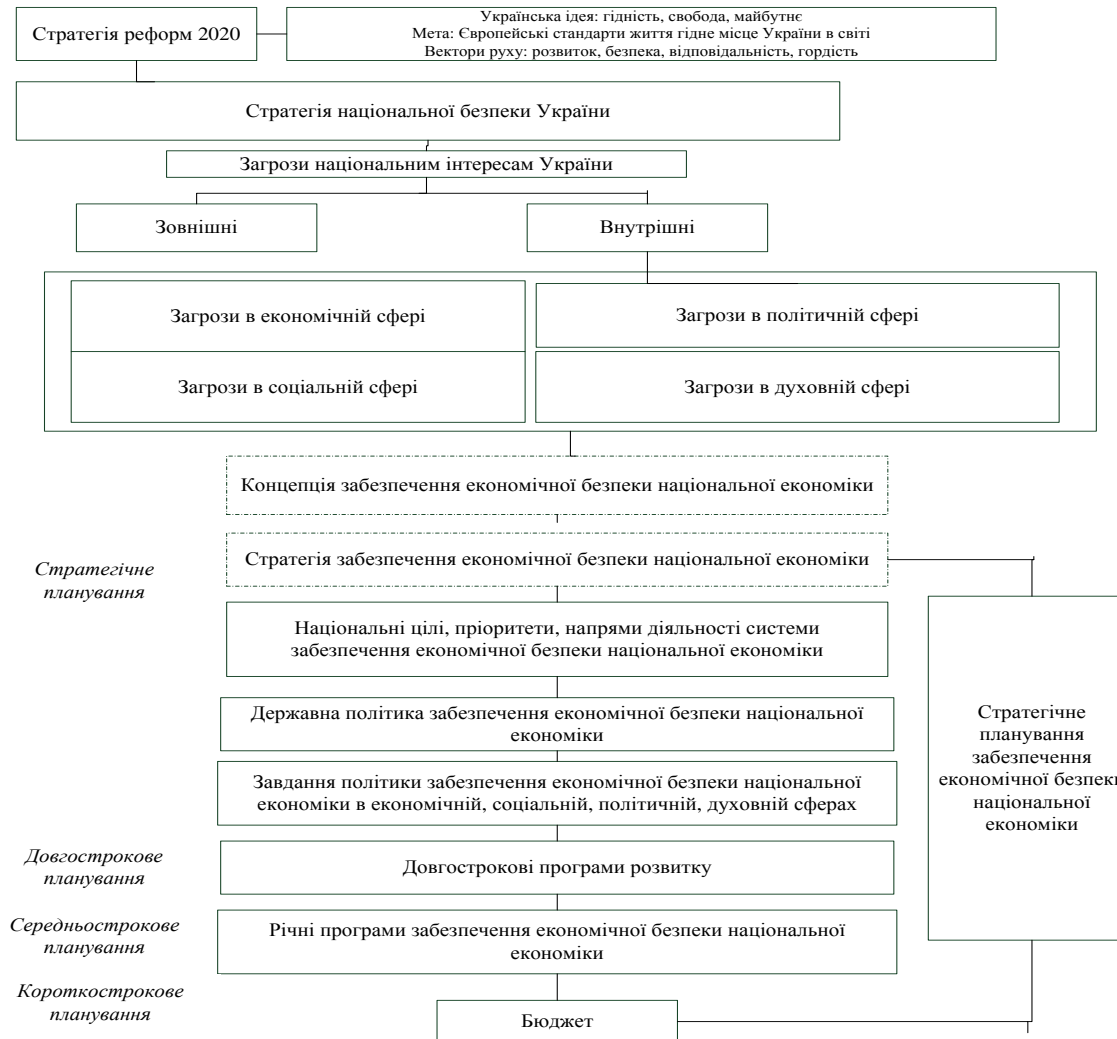 Стратегія реформ 2020
Українська ідея: гідність, свобода, майбутнє
Мета: Європейські стандарти життя гідне місце України в світі
Вектори руху: розвиток, безпека, відповідальність, гордість
Стратегія національної безпеки України
Загрози національним інтересам України
Зовнішні
Внутрішні
Загрози в економічній сфері
Загрози в політичній сфері
Загрози в соціальній сфері
Загрози в духовній сфері
Концепція забезпечення економічної безпеки національної економіки
Стратегічне
планування
Стратегія забезпечення економічної безпеки національної економіки
Національні цілі, пріоритети, напрями діяльності системи
забезпечення економічної безпеки національної економіки
Державна політика забезпечення економічної безпеки національної
економіки
Завдання політики забезпечення економічної безпеки національної
економіки в економічній, соціальній, політичній, духовній сферах
Стратегічне
планування
забезпечення
економічної безпеки
національної
економіки
Довгострокове
планування
Довгострокові програми розвитку
Середньострокове
планування
Річні програми забезпечення економічної безпеки національної
економіки
Короткострокове
планування
Бюджет